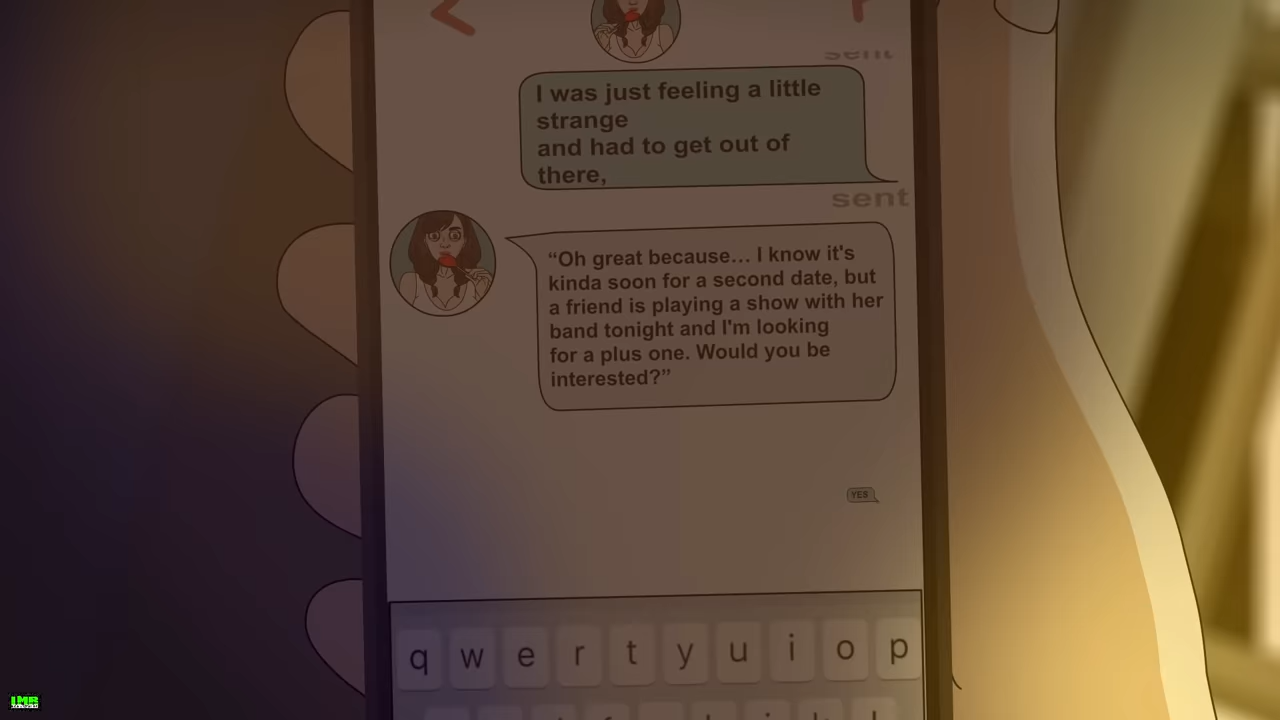 sent
I was just feeling a little
strange
and had to get out of
there,
sent
“Oh great because... I know it's
kinda soon for a second date, but
a friend is playing a show with her
band tonight and I'm looking
for a plus one. Would you be
interested?”
YES
q w e r t y u i o p
IMR